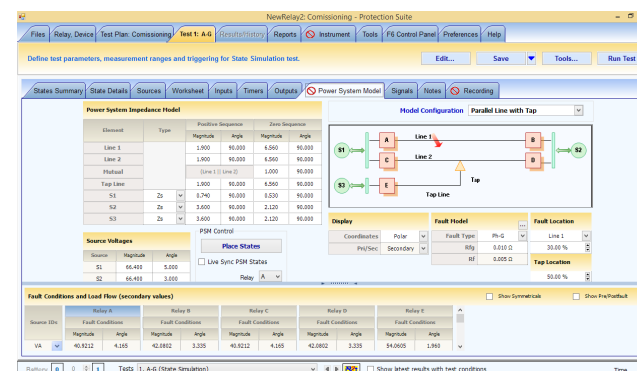 NewRelay2: Comissioning - Protection Suite
Files Relay, Device Test Plan: Comissioning Test 1: A-G Results/History Reports Instrument Tools F6 Control Panel Preferences Help
Define test parameters, measurement ranges and triggering for State Simulation test. Edit... Save Tools... Run Test
States Summary State Details Sources Worksheet Inputs Timers Outputs Power System Model Signals Notes Recording
Power System Impedance Model
Model Configuration Parallel Line with Tap
Element Type Positive Sequence Zero Sequence
Magnitude Angle Magnitude Angle
Line 1 1.900 90.000 6.560 90.000
Line 2 1.900 90.000 6.560 90.000
Mutual (Line 1 || Line 2) 1.000 90.000
Tap Line 1.900 90.000 6.560 90.000
S1 Zs 0.740 90.000 0.530 90.000
S2 Zs 3.600 90.000 2.120 90.000
S3 Zs 3.600 90.000 2.120 90.000
S1 A Line 1 B
C Line 2 D S2
S3 E Tap
Tap Line
Source Voltages
Source Magnitude Angle
S1 66.400 5.000
S2 66.400 3.000
PSM Control
Place States
Live Sync PSM States
Relay A
Display
Coordinates Polar
Pri/Sec Secondary
Fault Model ...
Fault Type Ph-G
Rfg 0.010 Ω
Rf 0.005 Ω
Fault Location
Line 1
30.00 %
Tap Location
50.00 %
Fault Conditions and Load Flow (secondary values) Show Symmetricals Show Pre/Postfault
Source IDs Relay A Relay B Relay C Relay D Relay E
Fault Conditions Fault Conditions Fault Conditions Fault Conditions Fault Conditions
Magnitude Angle Magnitude Angle Magnitude Angle Magnitude Angle Magnitude Angle
VA 40.9212 4.165 42.0802 3.335 40.9212 4.165 42.0802 3.335 54.0605 1.960
Battery 0 0 1 Tests 1. A-G (State Simulation) Show latest results with test conditions Time